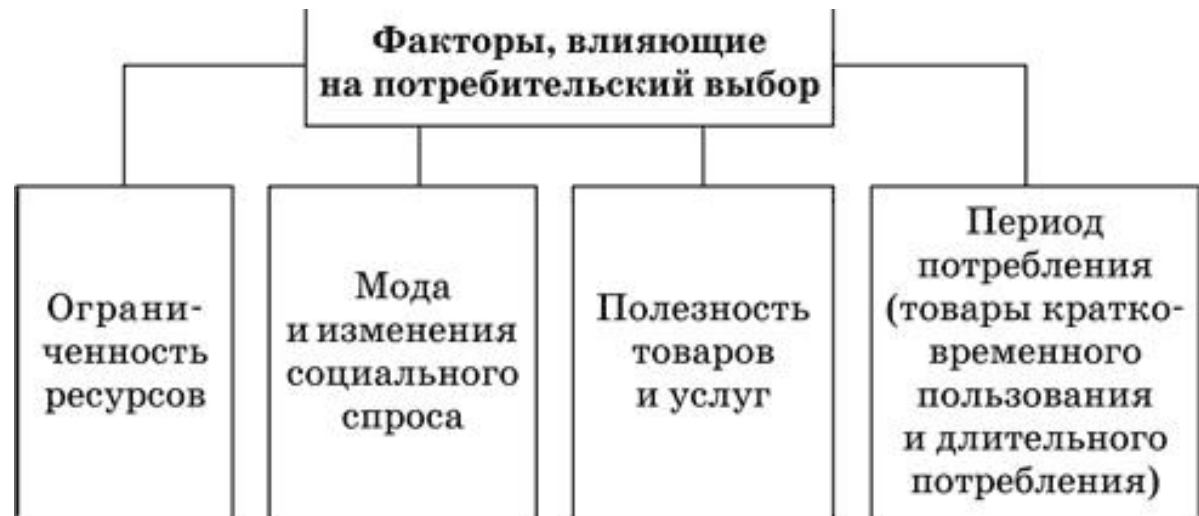 Факторы, влияющие
на потребительский выбор
Ограни-
ченность
ресурсов
Мода
и изменения
социального
спроса
Полезность
товаров
и услуг
Период
потребления
(товары кратко-
временного
пользования
и длительного
потребления)